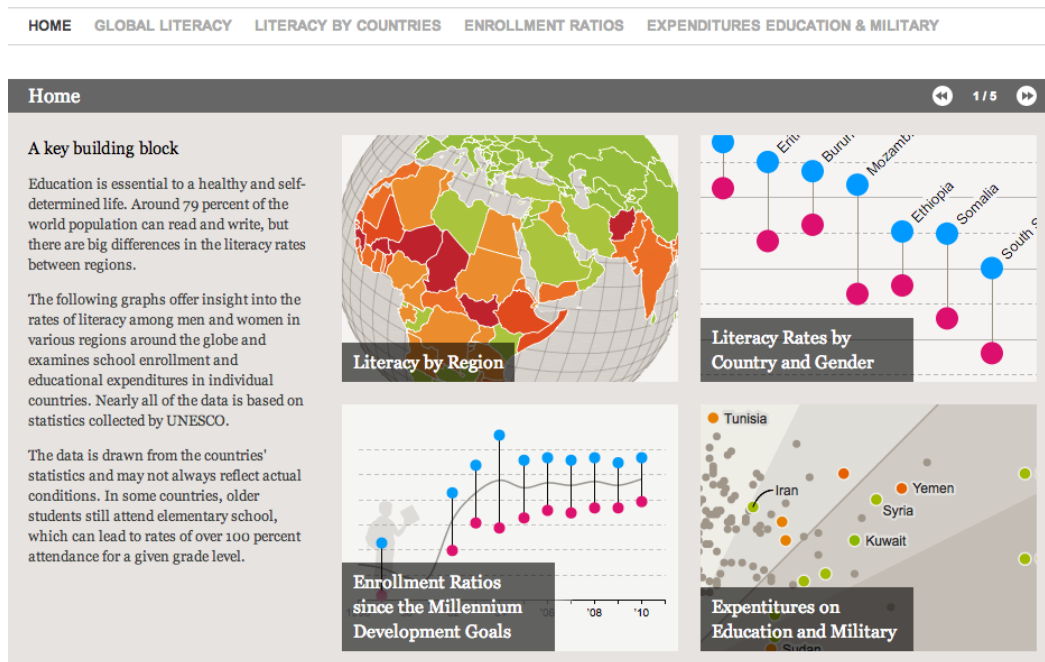 HOME GLOBAL LITERACY LITERACY BY COUNTRIES ENROLLMENT RATIOS EXPENDITURES EDUCATION & MILITARY
Home
1 / 5
A key building block
Education is essential to a healthy and self-
determined life. Around 79 percent of the
world population can read and write, but
there are big differences in the literacy rates
between regions.
The following graphs offer insight into the
rates of literacy among men and women in
various regions around the globe and
examines school enrollment and
educational expenditures in individual
countries. Nearly all of the data is based on
statistics collected by UNESCO.
The data is drawn from the countries'
statistics and may not always reflect actual
conditions. In some countries, older
students still attend elementary school,
which can lead to rates of over 100 percent
attendance for a given grade level.
Literacy by Region
Ethiopia
Somalia
Literacy Rates by
Country and Gender
'06 '08 '10
Enrollment Ratios
since the Millennium
Development Goals
Tunisia
Iran
Yemen
Syria
Kuwait
Expentitures on
Education and Military
Sudan